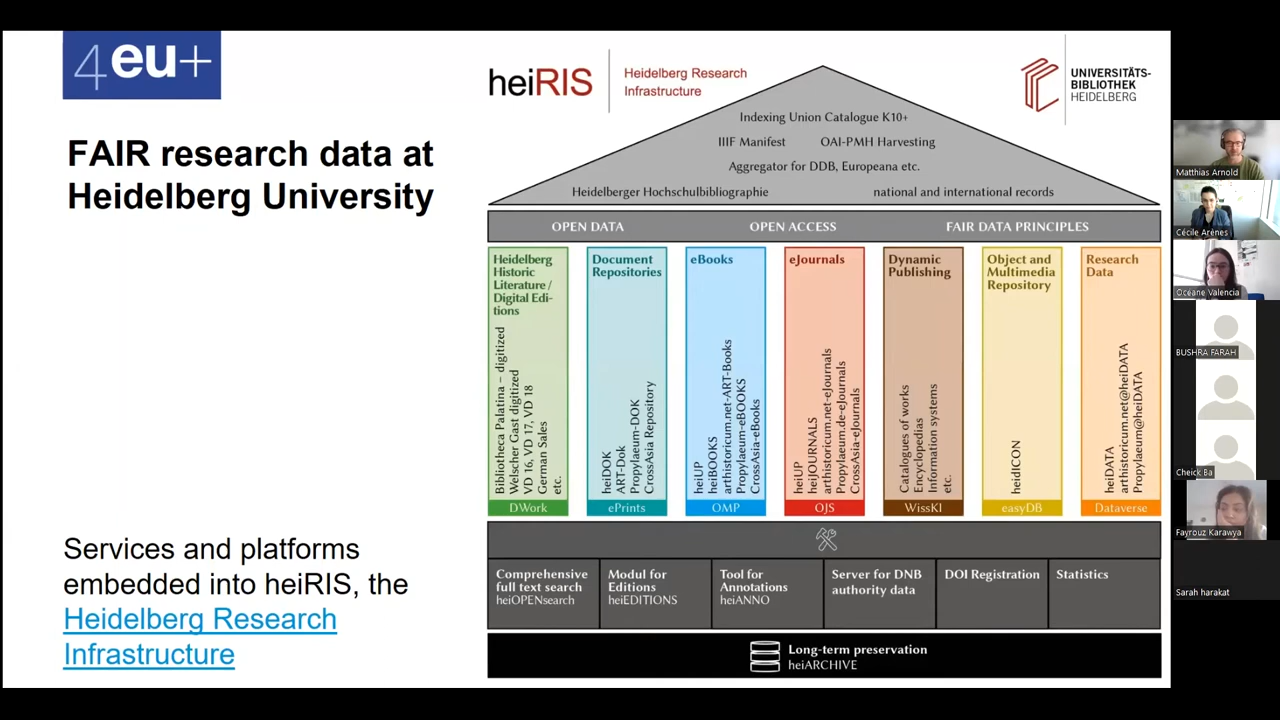 4eu+
FAIR research data at
Heidelberg University
Services and platforms
embedded into heiRIS, the
Heidelberg Research
Infrastructure
heiRIS
Heidelberg Research
Infrastructure
UNIVERSITÄTS-
BIBLIOTHEK
HEIDELBERG
Indexing Union Catalogue K10+
IIIF Manifest OAI-PMH Harvesting
Aggregator for DDB, Europeana etc.
Heidelberger Hochschulbibliographie national and international records
OPEN DATA OPEN ACCESS FAIR DATA PRINCIPLES
Heidelberg
Historic
Literature /
Digital Edi-
tions
Bibliotheca Palatina – digitized
Welscher Gast digitized
VD 16, VD 17, VD 18
German Sales
etc.
DWork
Document
Repositories
heiDOK
ART-Dok
Propylaeum-DOK
CrossAsia Repository
ePrints
eBooks
heiUP
heiBOOKS
arthistoricum.net-ART-Books
Propylaeum-eBOOKS
CrossAsia-eBooks
OMP
eJournals
heiUP
heiJOURNALS
arthistoricum.net-eJournals
Propylaeum.de-eJournals
CrossAsia-eJournals
OJS
Dynamic
Publishing
Catalogues of works
Encyclopedias
Information systems
etc.
WissKI
Object and
Multimedia
Repository
heidICON
easyDB
Research
Data
heiDATA
arthistoricum.net@heiDATA
Propylaeum@heiDATA
Dataverse
Comprehensive
full text search
heiOPENsearch
Modul for
Editions
heiEDITIONS
Tool for
Annotations
heiANNO
Server for DNB
authority data
DOI Registration
Statistics
Long-term preservation
heiARCHIVE
Matthias Arnold
Cécile Arènes
Océane Valencia
BUSHRA FARAH
Cheick Ba
Fayrouz Karawya
Sarah harakat